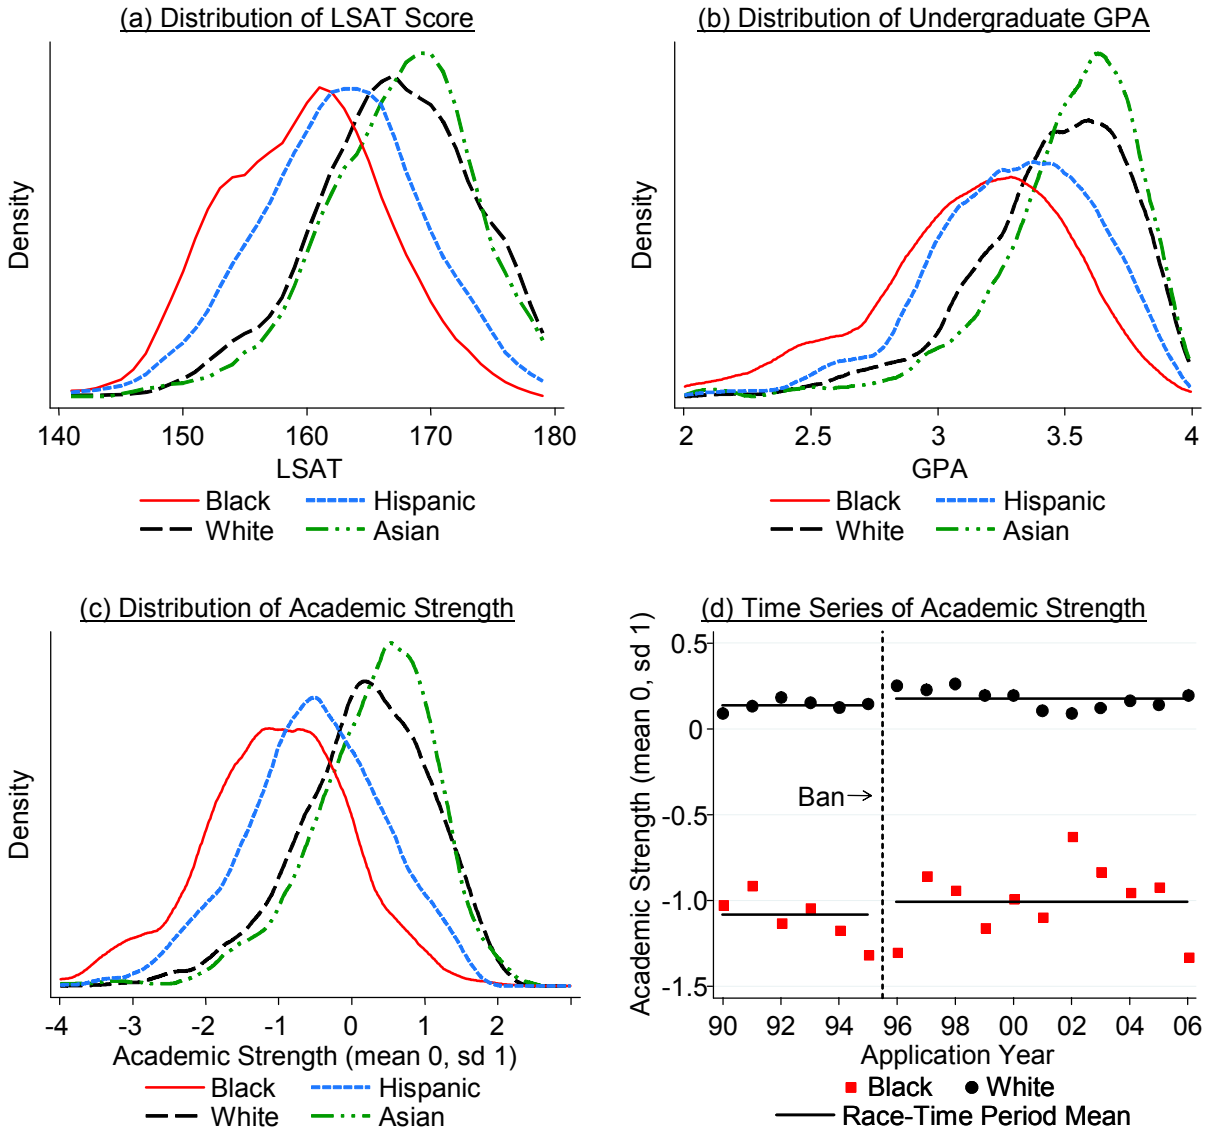 (a) Distribution of LSAT Score
Density
140 150 160 170 180
LSAT
Black Hispanic
White Asian
(b) Distribution of Undergraduate GPA
Density
2 2.5 3 3.5 4
GPA
Black Hispanic
White Asian
(c) Distribution of Academic Strength
Density
-4 -3 -2 -1 0 1 2
Academic Strength (mean 0, sd 1)
Black Hispanic
White Asian
(d) Time Series of Academic Strength
Academic Strength (mean 0, sd 1)
0.5
0
-0.5
-1.0
-1.5
Ban
90 92 94 96 98 00 02 04 06
Application Year
Black White
Race-Time Period Mean